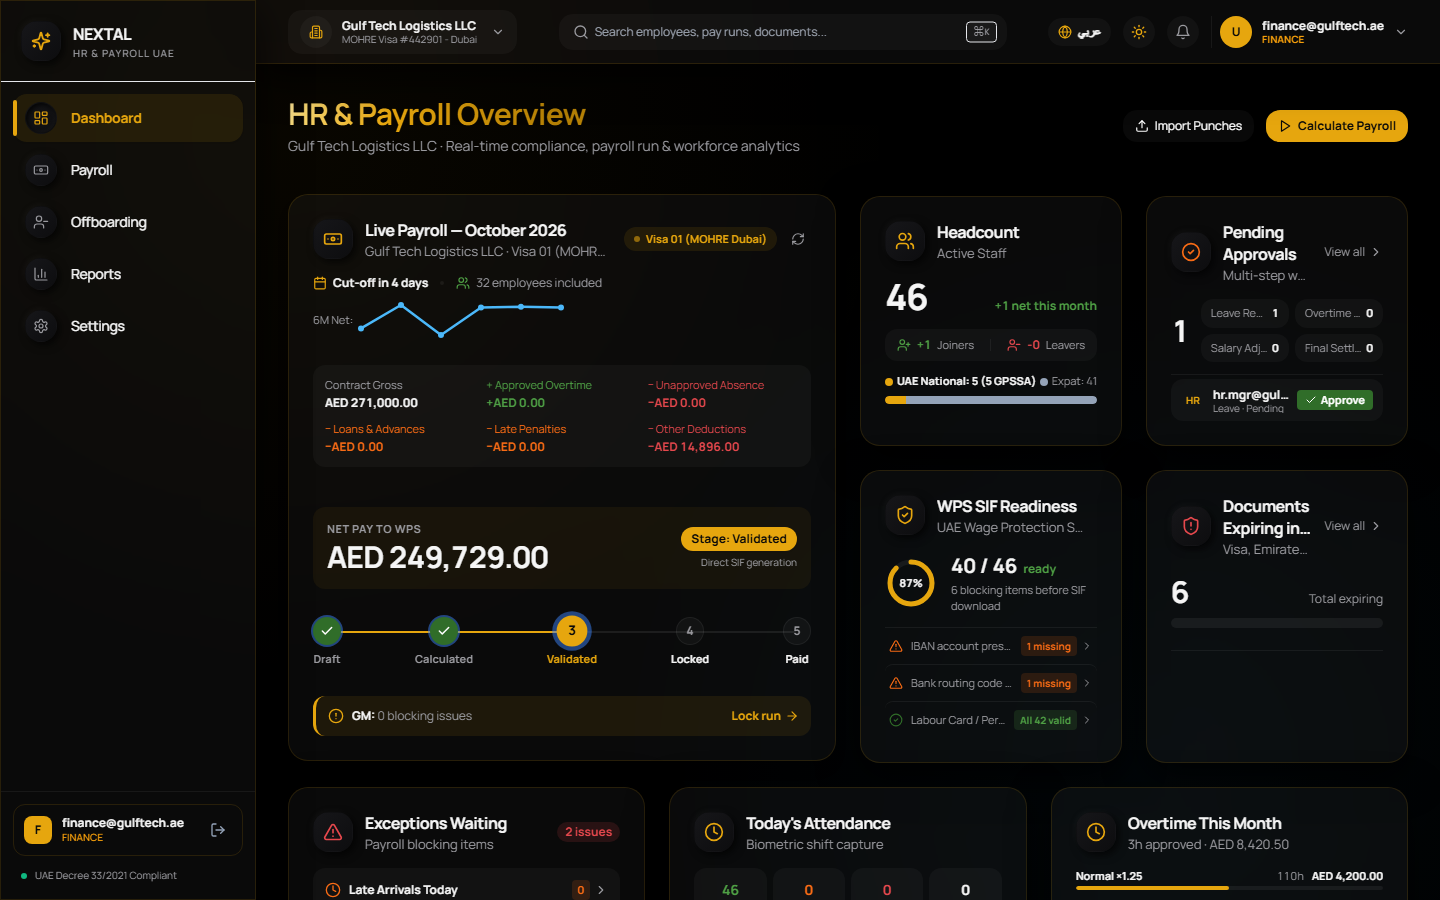 NEXTAL
HR & PAYROLL UAE
Dashboard
Payroll
Offboarding
Reports
Settings
F
finance@gulftech.ae
FINANCE
UAE Decree 33/2021 Compliant
Gulf Tech Logistics LLC
MOHRE Visa #442901 - Dubai
Search employees, pay runs, documents...
⌘K
عربي
U
finance@gulftech.ae
FINANCE
HR & Payroll Overview
Gulf Tech Logistics LLC · Real-time compliance, payroll run & workforce analytics
Import Punches
Calculate Payroll
Live Payroll — October 2026
Gulf Tech Logistics LLC · Visa 01 (MOHR...
Visa 01 (MOHRE Dubai)
Cut-off in 4 days
32 employees included
6M Net:
Contract Gross
AED 271,000.00
+ Approved Overtime
+AED 0.00
− Unapproved Absence
−AED 0.00
− Loans & Advances
−AED 0.00
− Late Penalties
−AED 0.00
− Other Deductions
−AED 14,896.00
NET PAY TO WPS
AED 249,729.00
Stage: Validated
Direct SIF generation
3
4
5
Draft
Calculated
Validated
Locked
Paid
GM: 0 blocking issues
Lock run
Headcount
Active Staff
46
+1 net this month
+1 Joiners
-0 Leavers
UAE National: 5 (5 GPSSA)
Expat: 41
Pending
Approvals
Multi-step w...
View all
1
Leave Re... 1
Overtime ... 0
Salary Adj... 0
Final Settl... 0
HR
hr.mgr@gul...
Leave · Pending
Approve
WPS SIF Readiness
UAE Wage Protection S...
87%
40 / 46 ready
6 blocking items before SIF
download
IBAN account pres... 1 missing
Bank routing code ... 1 missing
Labour Card / Per... All 42 valid
Documents
Expiring in...
Visa, Emirate...
View all
6
Total expiring
Exceptions Waiting
Payroll blocking items
2 issues
Late Arrivals Today
0
Today's Attendance
Biometric shift capture
46
0
0
0
Overtime This Month
3h approved · AED 8,420.50
Normal ×1.25
110h AED 4,200.00